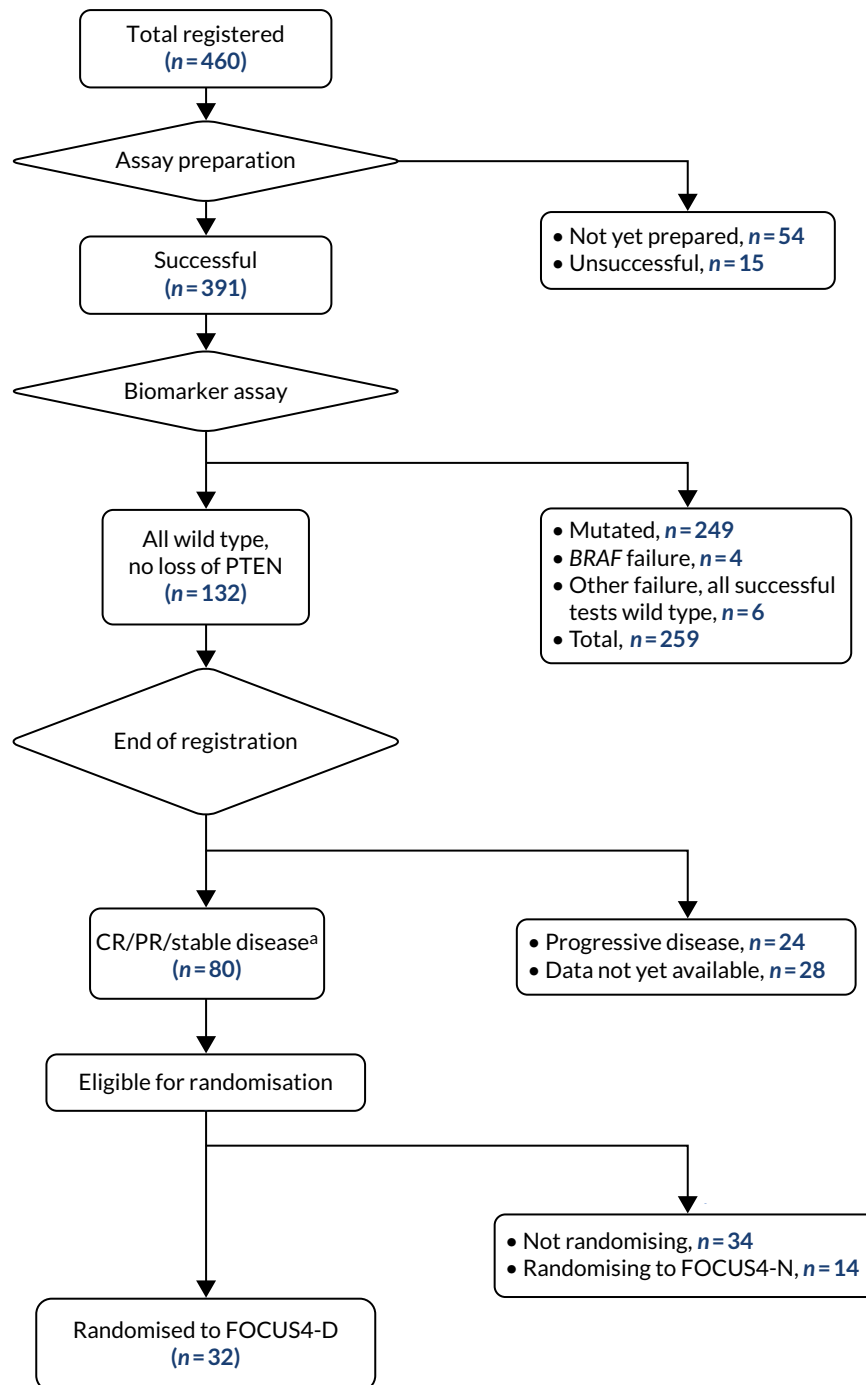 Total registered
(n=460)
Assay preparation
• Not yet prepared, n=54
• Unsuccessful, n=15
Successful
(n=391)
Biomarker assay
All wild type,
no loss of PTEN
(n=132)
• Mutated, n=249
• BRAF failure, n=4
• Other failure, all successful
tests wild type, n=6
• Total, n=259
End of registration
CR/PR/stable diseaseᵃ
(n=80)
• Progressive disease, n=24
• Data not yet available, n=28
Eligible for randomisation
• Not randomising, n=34
• Randomising to FOCUS4-N, n=14
Randomised to FOCUS4-D
(n=32)